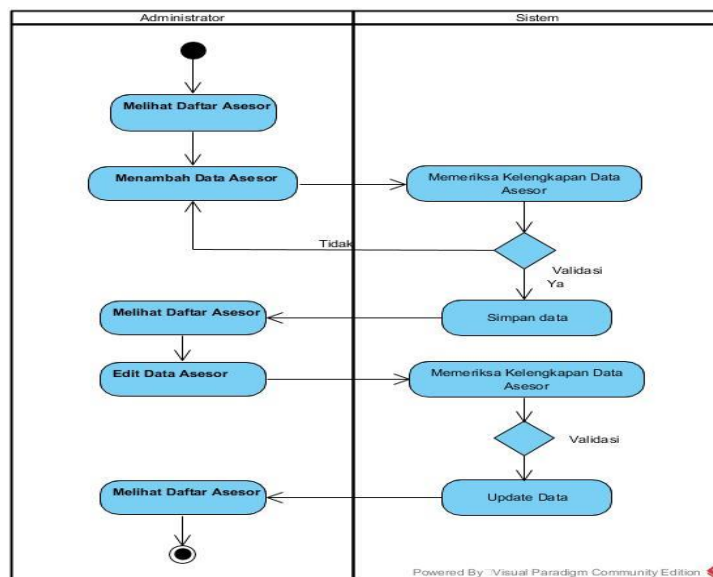 Administrator
Sistem
Melihat Daftar Asesor
Menambah Data Asesor
Memeriksa Kelengkapan Data
Asesor
Tidak
Validasi
Ya
Melihat Daftar Asesor
Simpan data
Edit Data Asesor
Memeriksa Kelengkapan Data
Asesor
Validasi
Melihat Daftar Asesor
Update Data
Powered By Visual Paradigm Community Edition